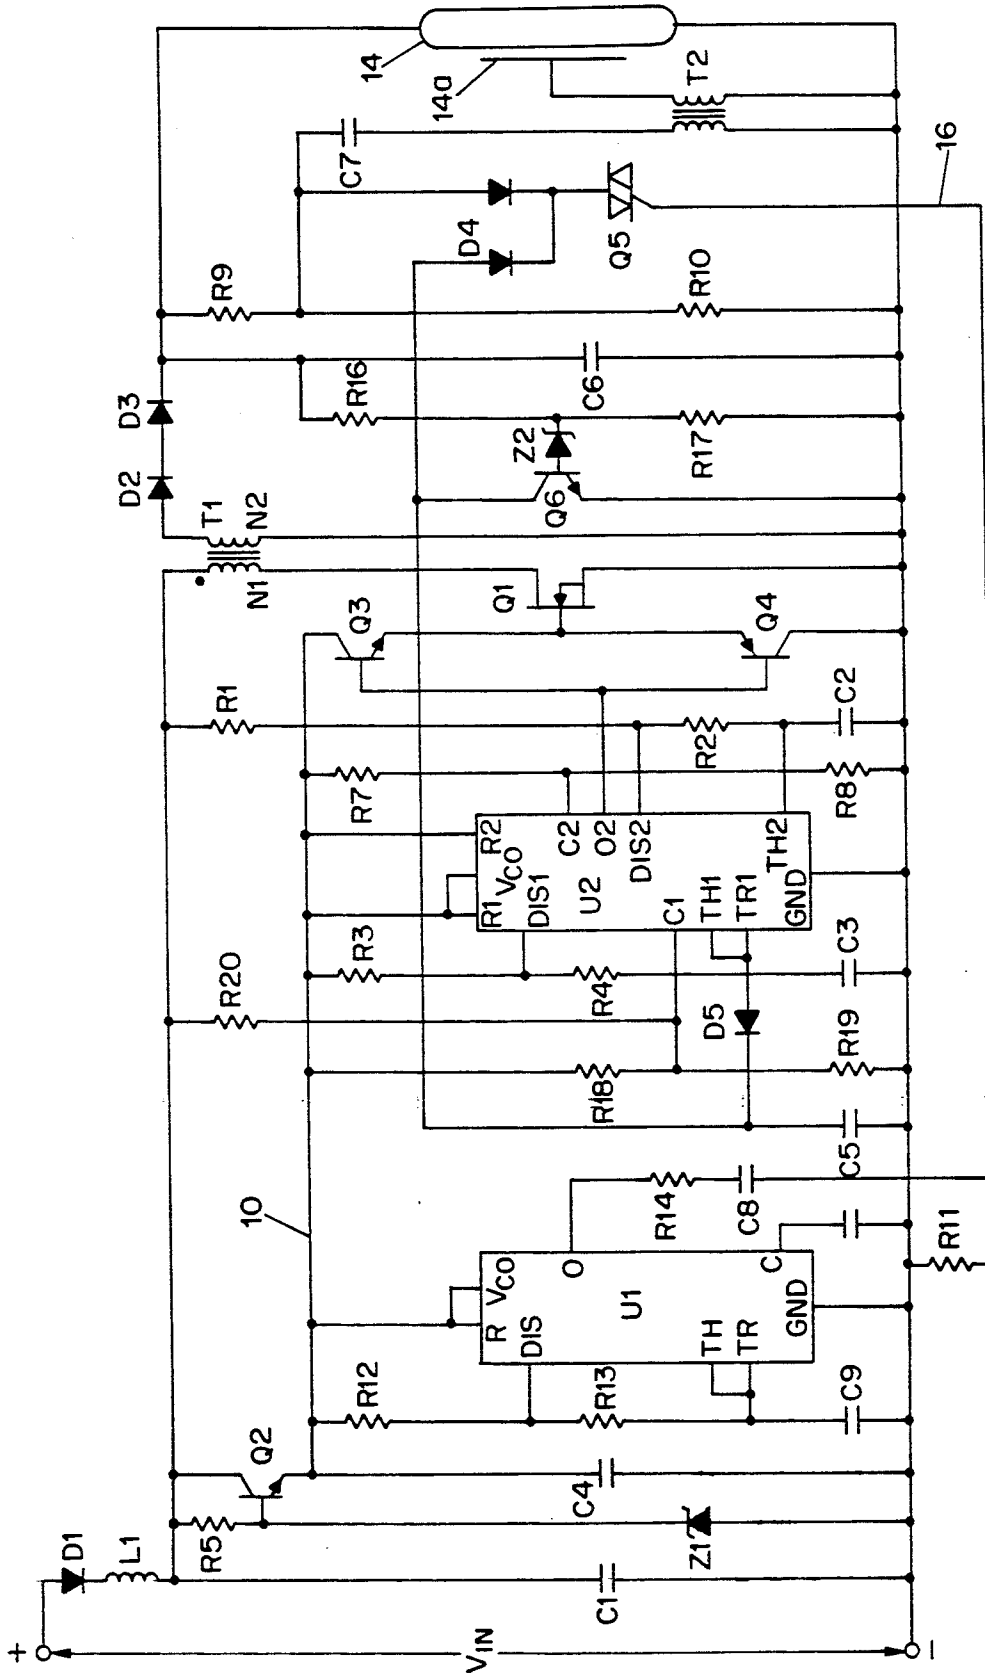 +
VIN
−
D1
L1
R5
Q2
C1
C4
Z1
10
R12
R13
C9
R VCO
DIS
O
U1
TH
TR
C
GND
R14
C8
R11
C5
R20
R18
R19
D5
R3
R4
C3
R1 VCO R2
DIS1
U2
C2
O2
DIS2
C1
TH1
TR1
TH2
GND
R7
R8
R1
R2
C2
Q3
Q4
Q1
T1
N1 N2
D2
D3
Q6
Z2
R16
R17
C6
R9
R10
D4
Q5
C7
T2
14
14a
16